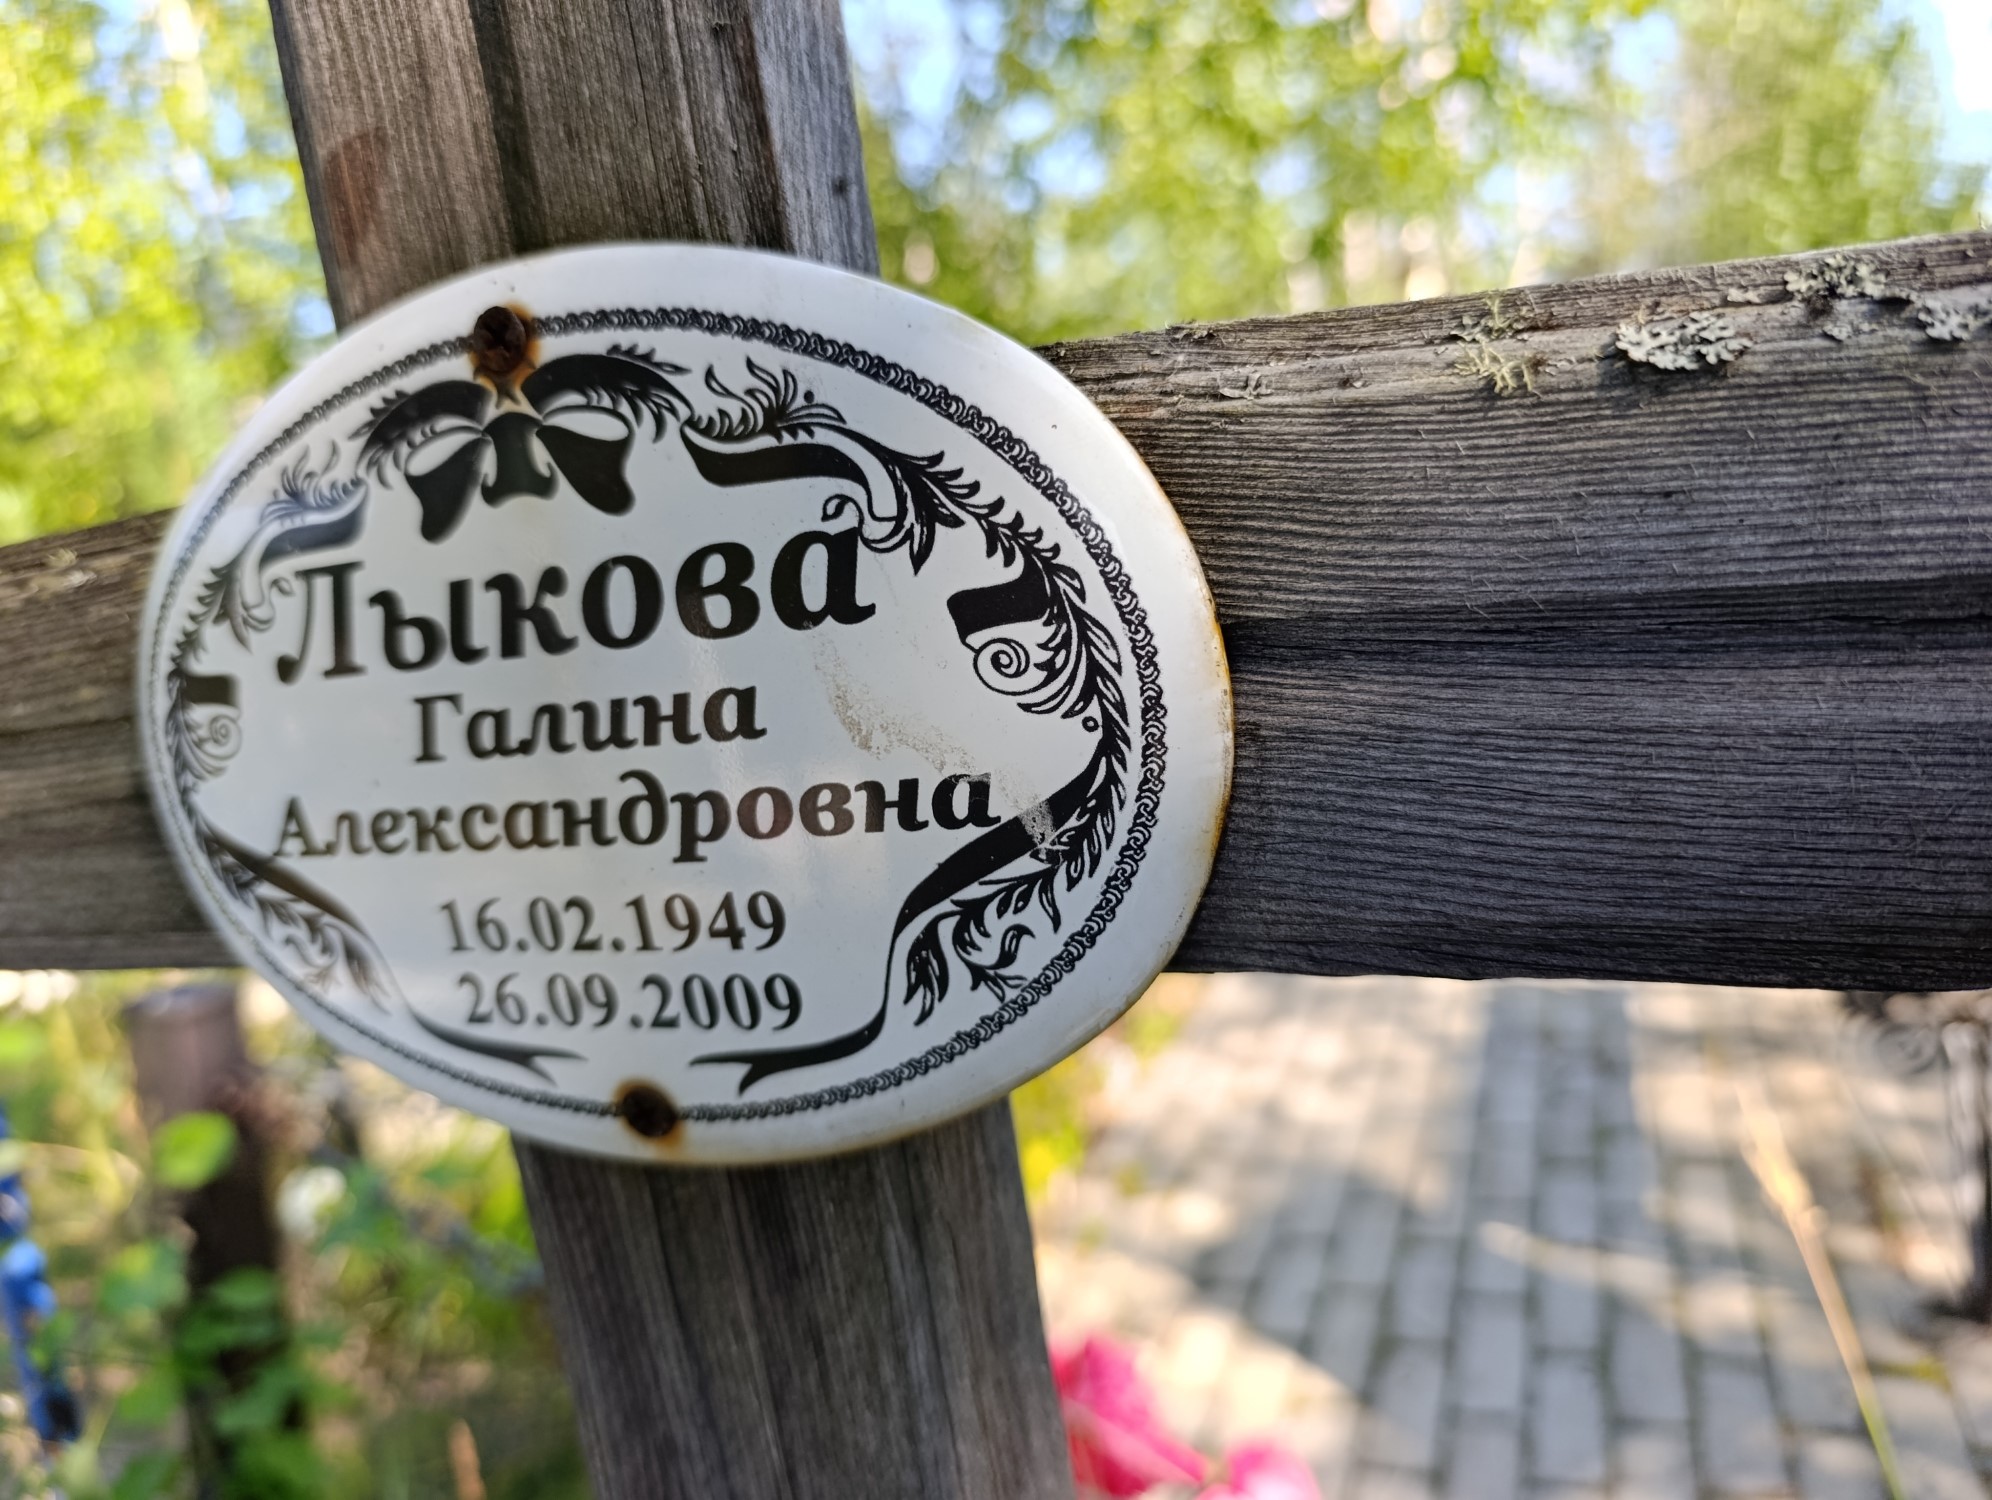 Лыкова
Галина
Александровна
16.02.1949
26.09.2009